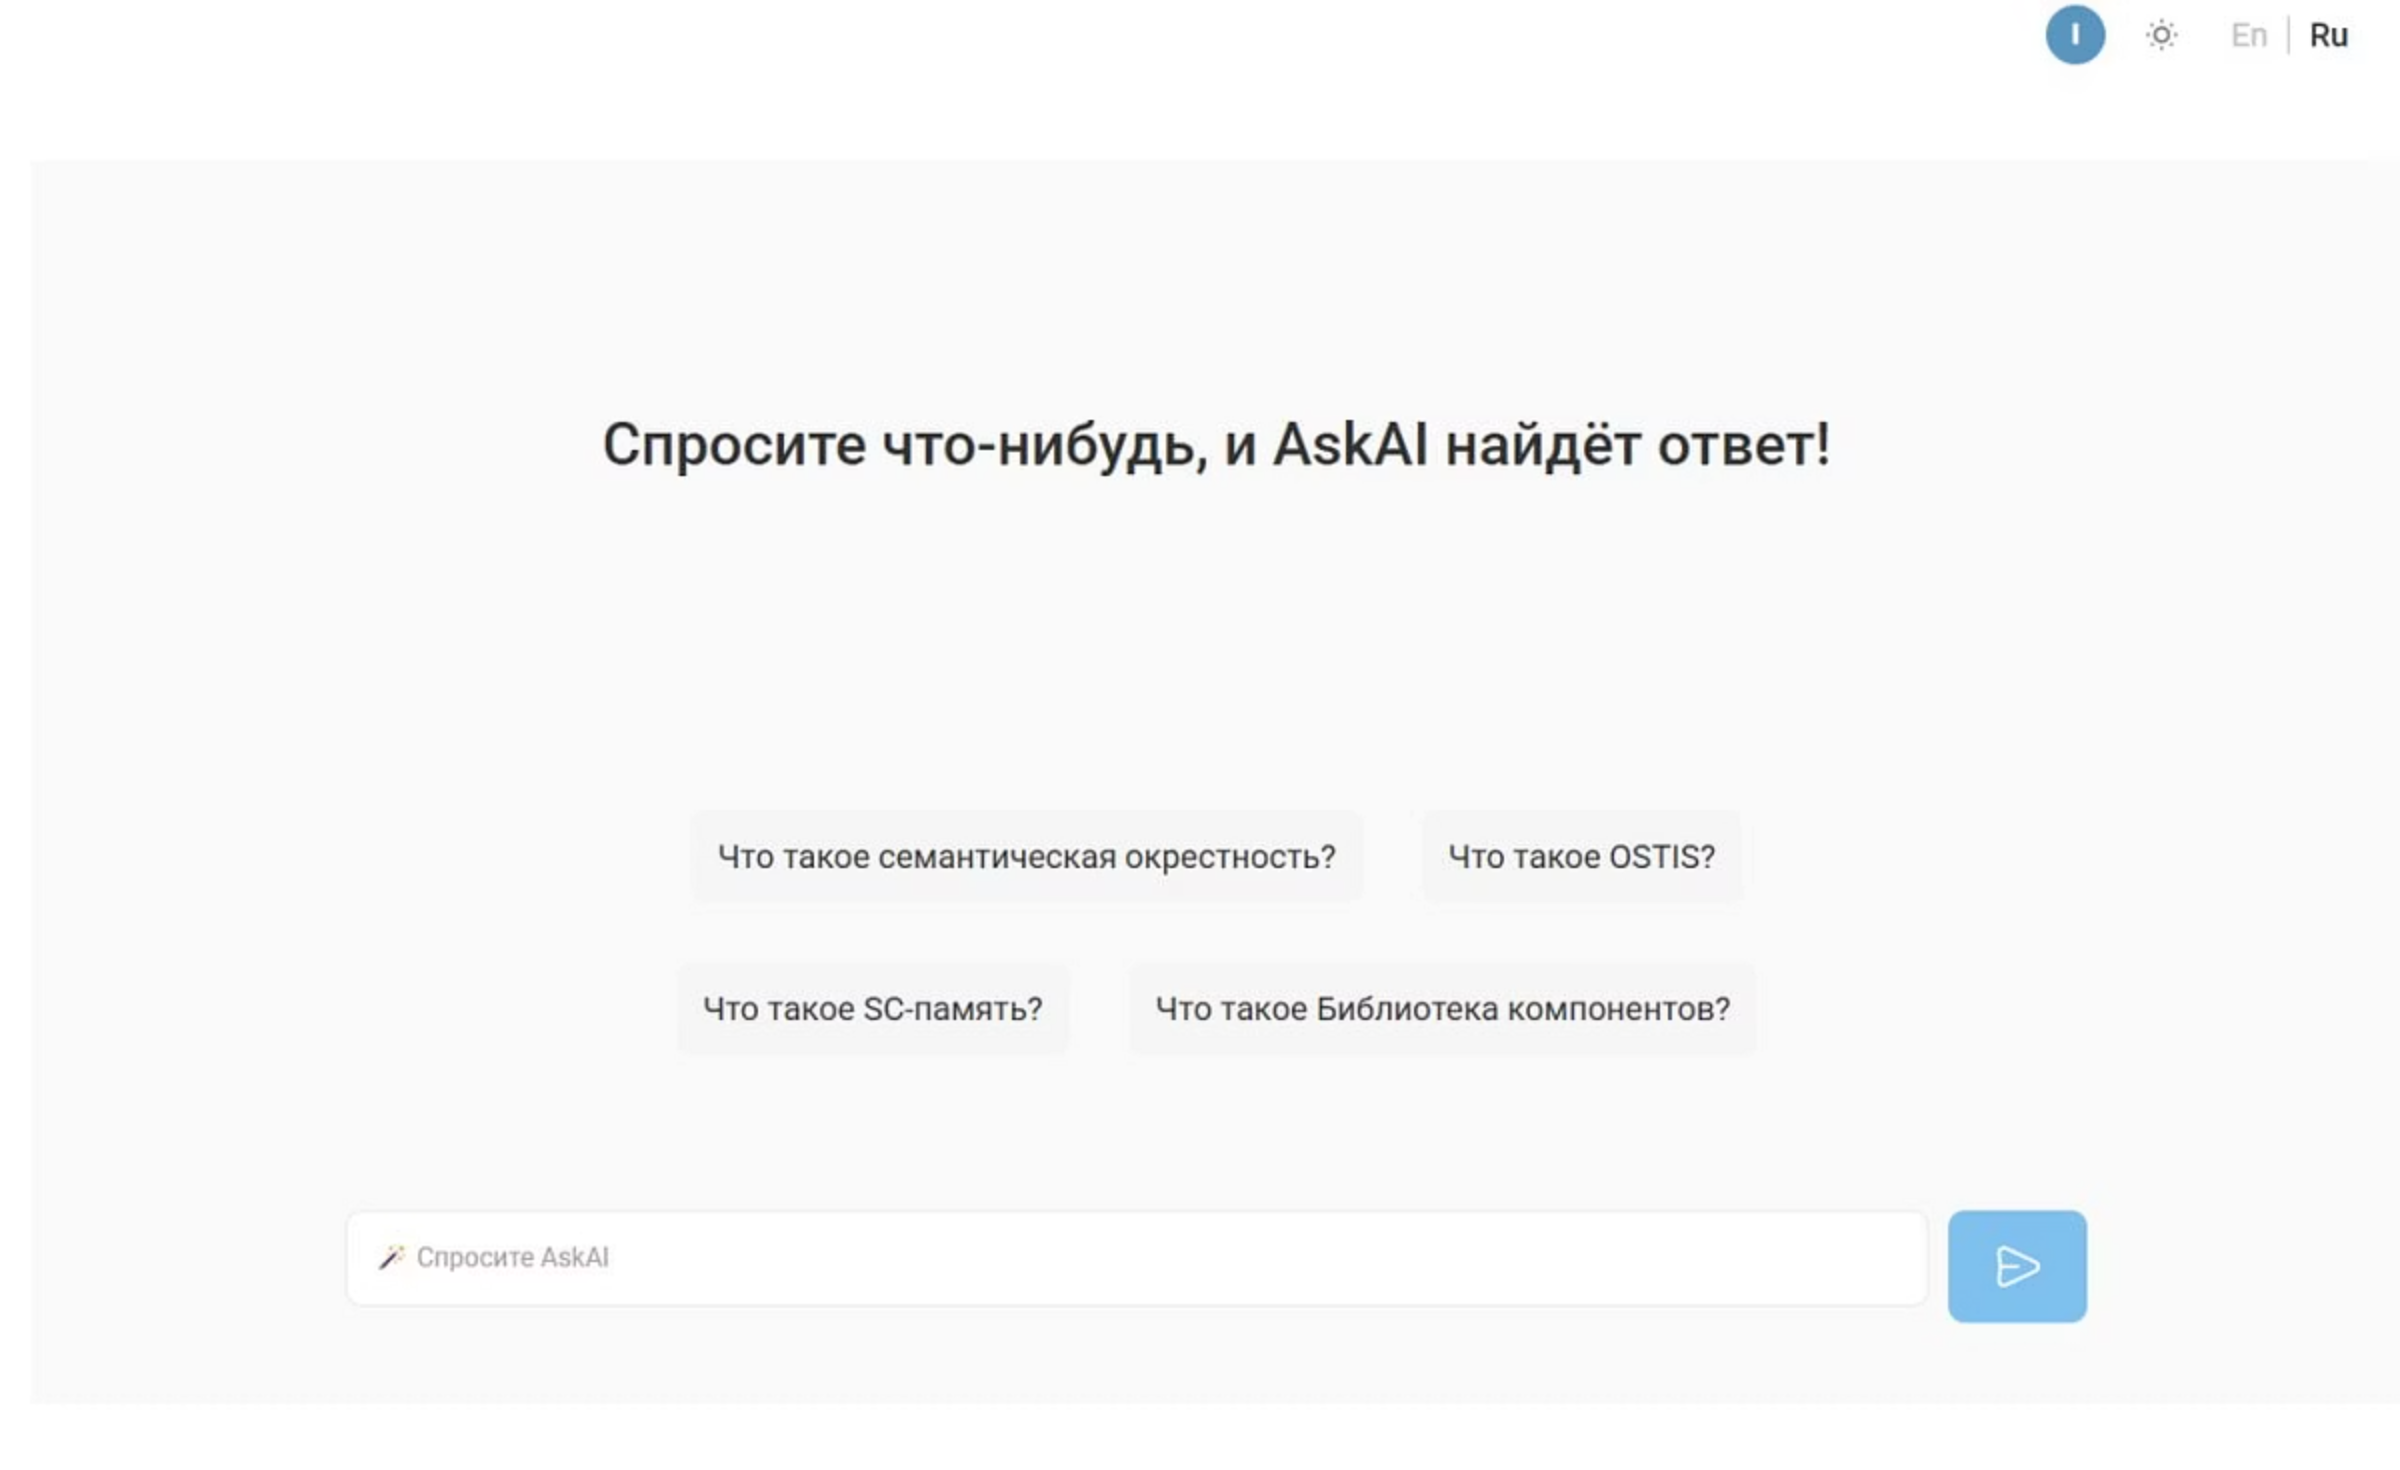 I En | Ru
Спросите что-нибудь, и AskAI найдёт ответ!
Что такое семантическая окрестность? Что такое OSTIS?
Что такое SC-память? Что такое Библиотека компонентов?
Спросите AskAI